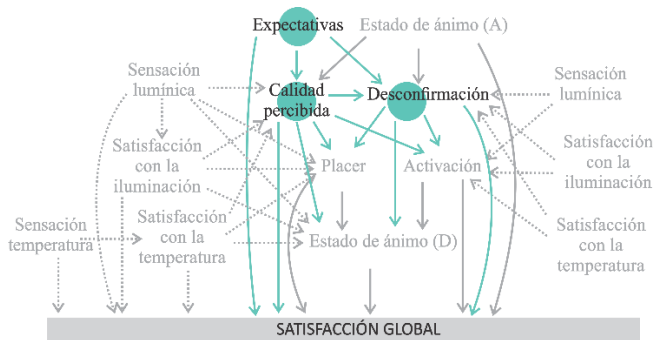 Expectativas
Estado de ánimo (A)
Sensación
lumínica
Calidad
percibida
Desconfirmación
Sensación
lumínica
Satisfacción
con la
iluminación
Placer
Activación
Satisfacción
con la
iluminación
Sensación
temperatura
Satisfacción
con la
temperatura
Estado de ánimo (D)
Satisfacción
con la
temperatura
SATISFACCIÓN GLOBAL